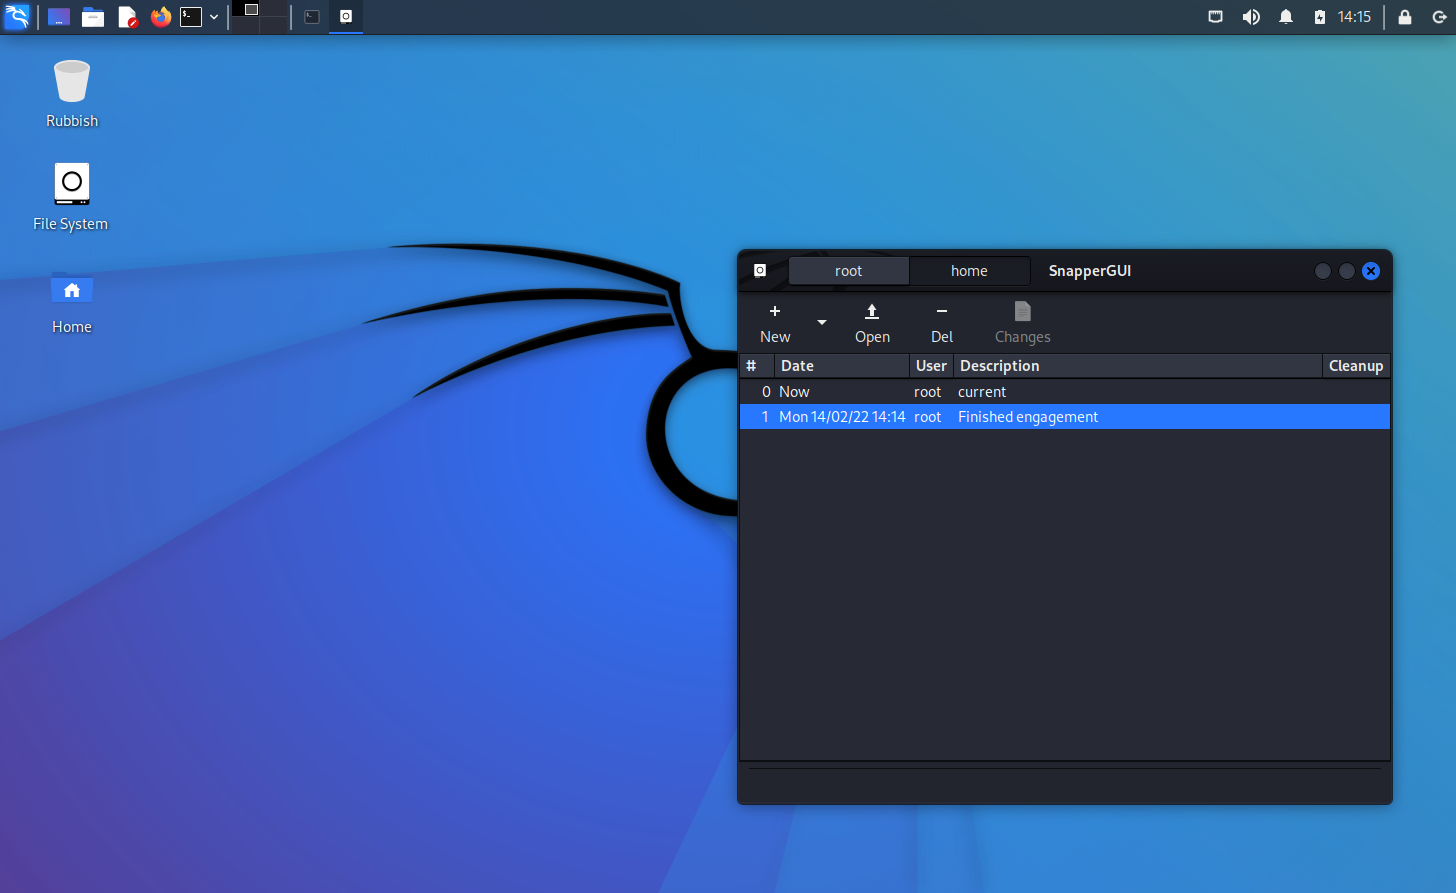 14:15
Rubbish
File System
Home
root home SnapperGUI
New Open Del Changes
# Date User Description Cleanup
0 Now root current
1 Mon 14/02/22 14:14 root Finished engagement